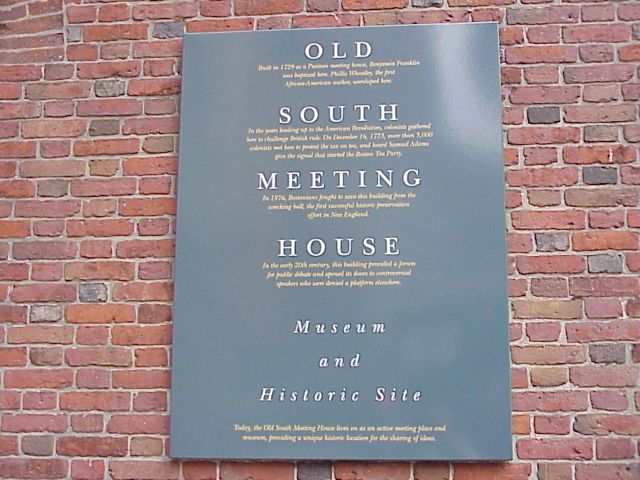 OLD
Built in 1729 as a Puritan meeting house, Benjamin Franklin
was baptized here. Phillis Wheatley, the first
African-American author, worshiped here.
SOUTH
In the years leading up to the American Revolution, colonists gathered
here to challenge British rule. On December 16, 1773, more than 5,000
colonists met here to protest the tax on tea, and heard Samuel Adams
give the signal that started the Boston Tea Party.
MEETING
In 1876, Bostonians fought to save this building from the
wrecking ball, the first successful historic preservation
effort in New England.
HOUSE
In the early 20th century, this building provided a forum
for public debate and opened its doors to controversial
speakers who were denied a platform elsewhere.
Museum
and
Historic Site
Today, the Old South Meeting House lives on as an active meeting place and
museum, providing a unique historic location for the sharing of ideas.